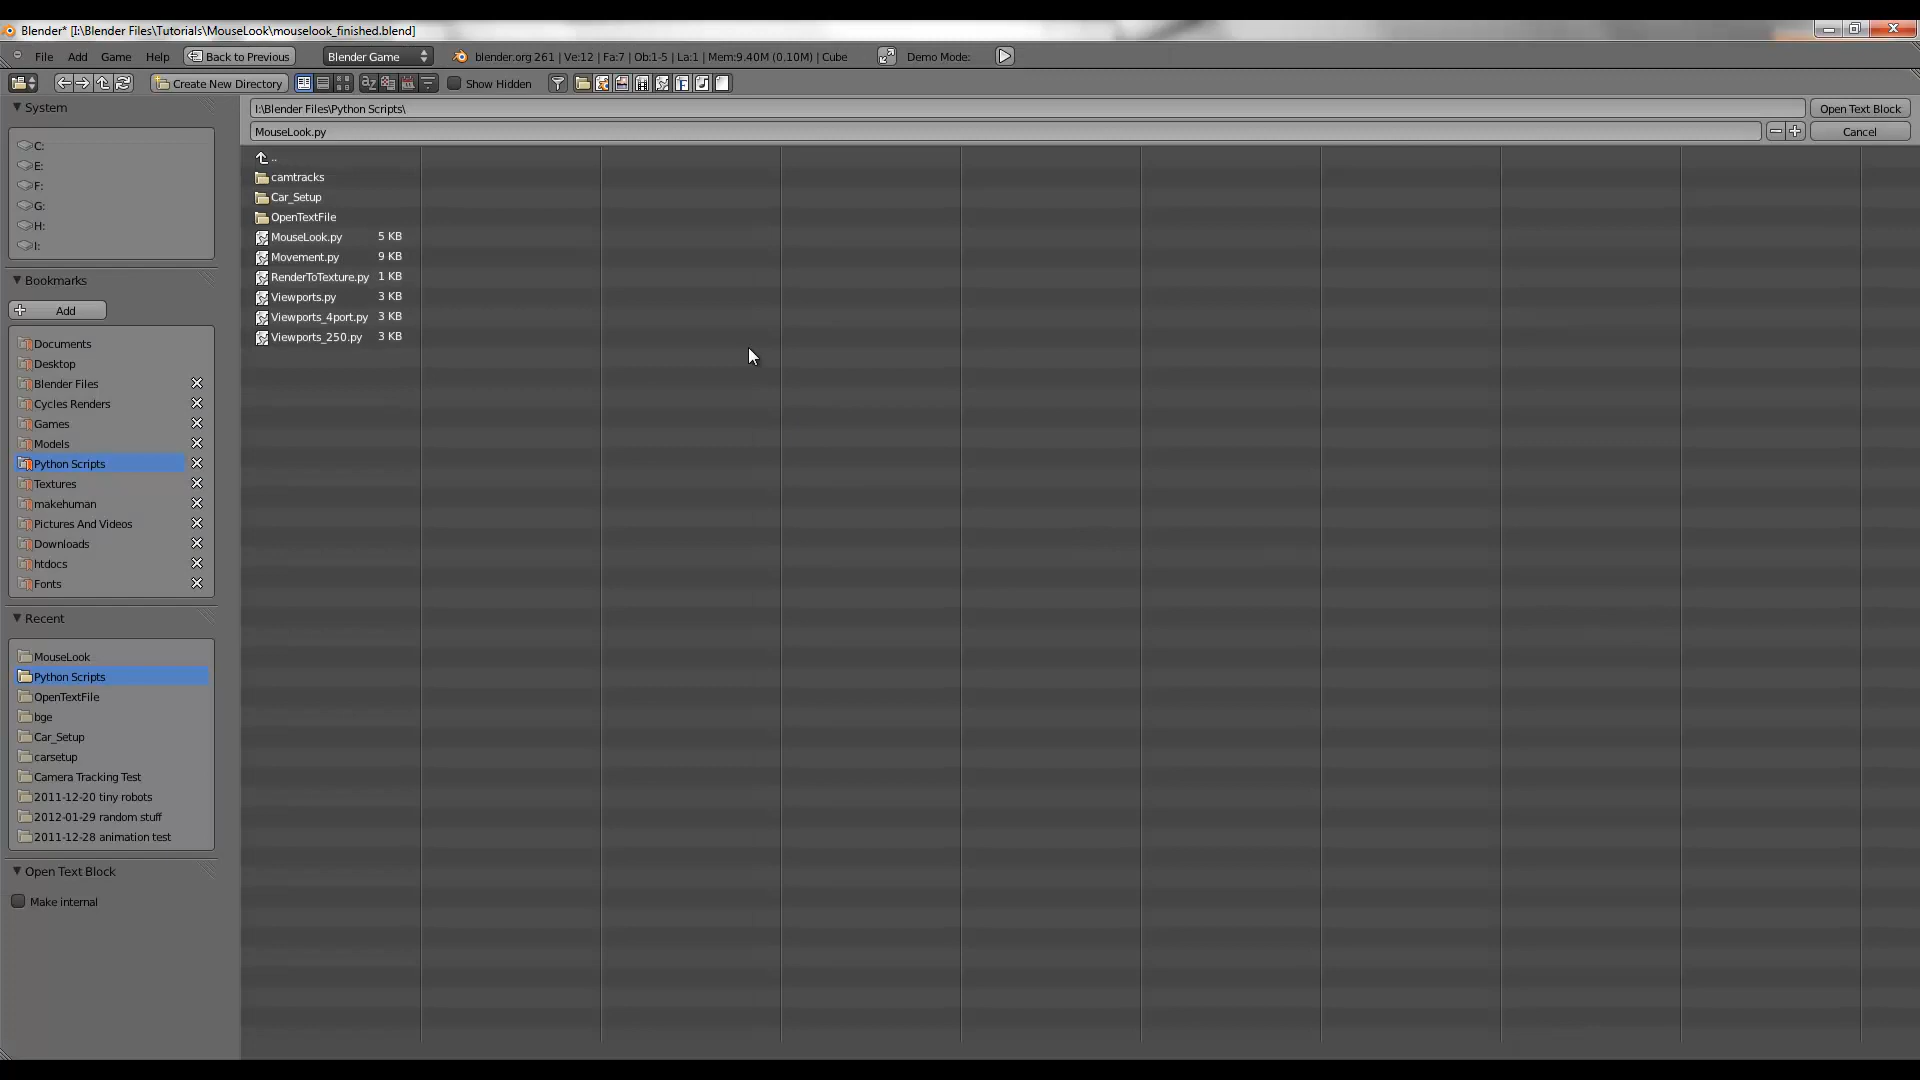 Blender* [I:\Blender Files\Tutorials\MouseLook\mouselook_finished.blend]
File Add Game Help Back to Previous Blender Game blender.org 261 | Ve:12 | Fa:7 | Ob:1-5 | La:1 | Mem:9.40M (0.10M) | Cube Demo Mode:
Create New Directory Show Hidden
System
C:
E:
F:
G:
H:
I:
Bookmarks
Add
Documents
Desktop
Blender Files
Cycles Renders
Games
Models
Python Scripts
Textures
makehuman
Pictures And Videos
Downloads
htdocs
Fonts
Recent
MouseLook
Python Scripts
OpenTextFile
bge
Car_Setup
carsetup
Camera Tracking Test
2011-12-20 tiny robots
2012-01-29 random stuff
2011-12-28 animation test
Open Text Block
Make internal
I:\Blender Files\Python Scripts\ Open Text Block
MouseLook.py Cancel
..
camtracks
Car_Setup
OpenTextFile
MouseLook.py 5 KB
Movement.py 9 KB
RenderToTexture.py 1 KB
Viewports.py 3 KB
Viewports_4port.py 3 KB
Viewports_250.py 3 KB